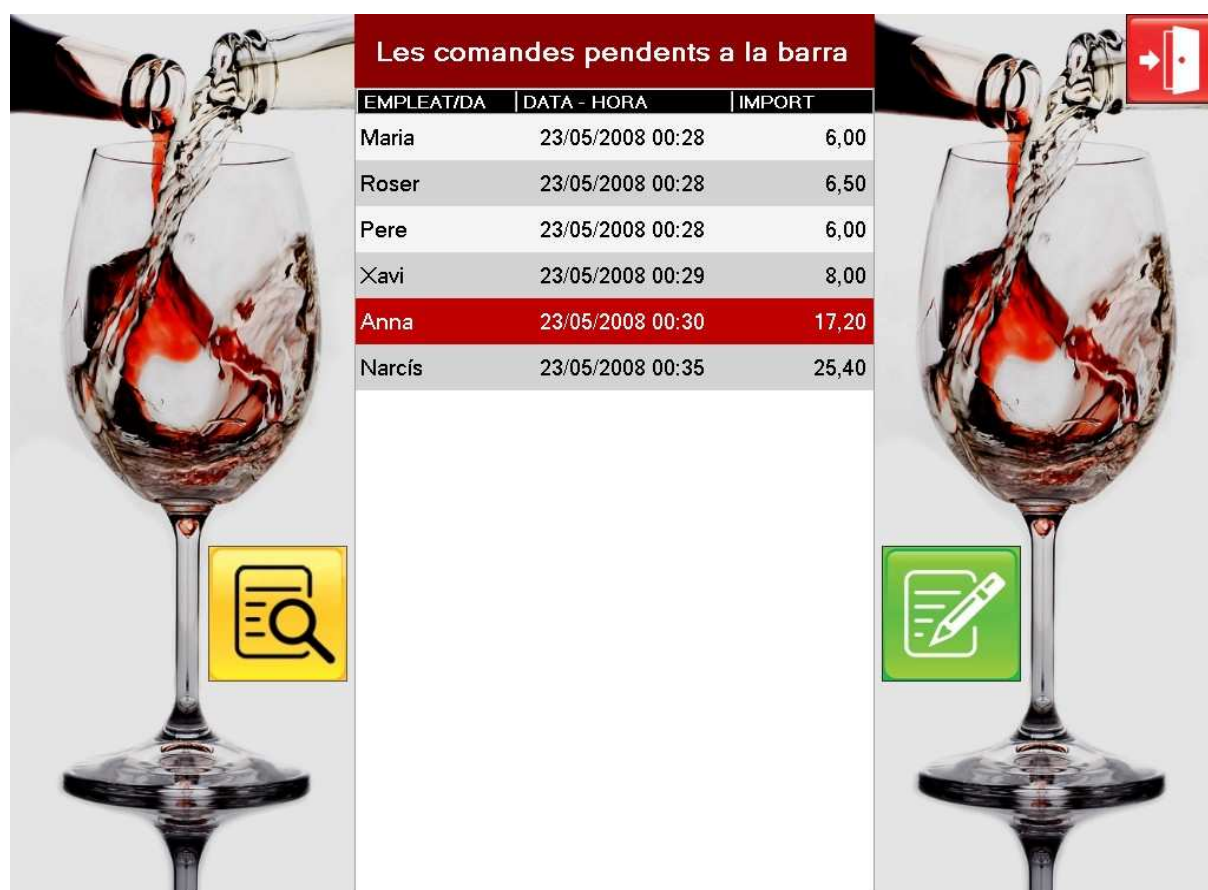 Les comandes pendents a la barra
EMPLEAT/DA DATA - HORA IMPORT
Maria 23/05/2008 00:28 6,00
Roser 23/05/2008 00:28 6,50
Pere 23/05/2008 00:28 6,00
Xavi 23/05/2008 00:29 8,00
Anna 23/05/2008 00:30 17,20
Narcís 23/05/2008 00:35 25,40